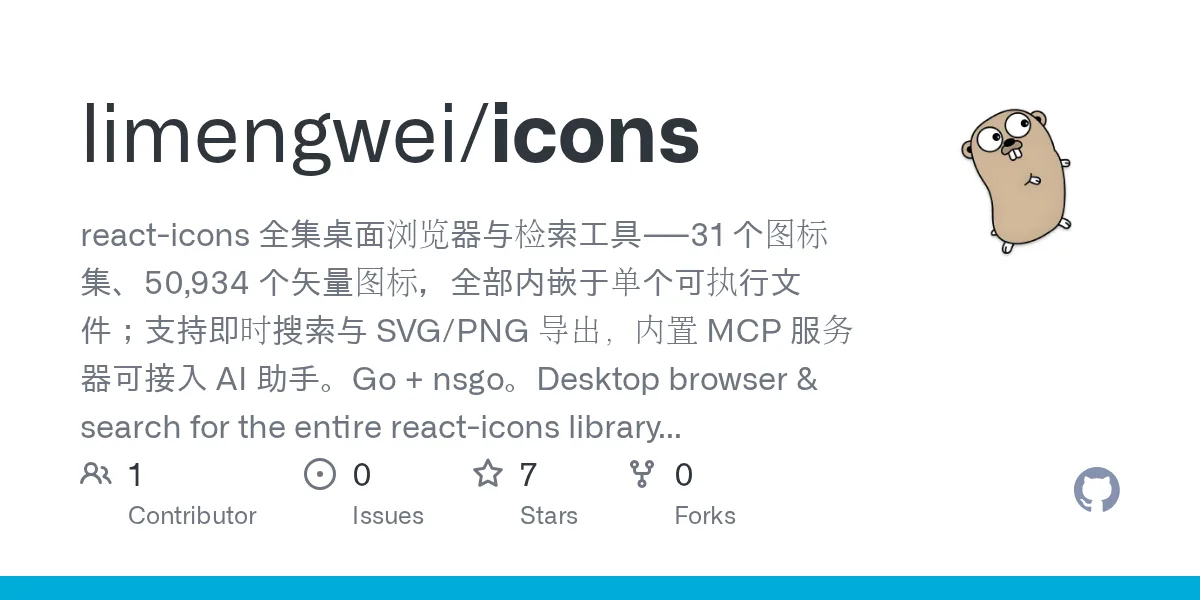 limengwei/icons
react-icons 全集桌面浏览器与检索工具——31 个图标
集、50,934 个矢量图标，全部内嵌于单个可执行文
件；支持即时搜索与 SVG/PNG 导出，内置 MCP 服务
器可接入 AI 助手。Go + nsgo。Desktop browser &
search for the entire react-icons library...
1 0 7 0
Contributor Issues Stars Forks